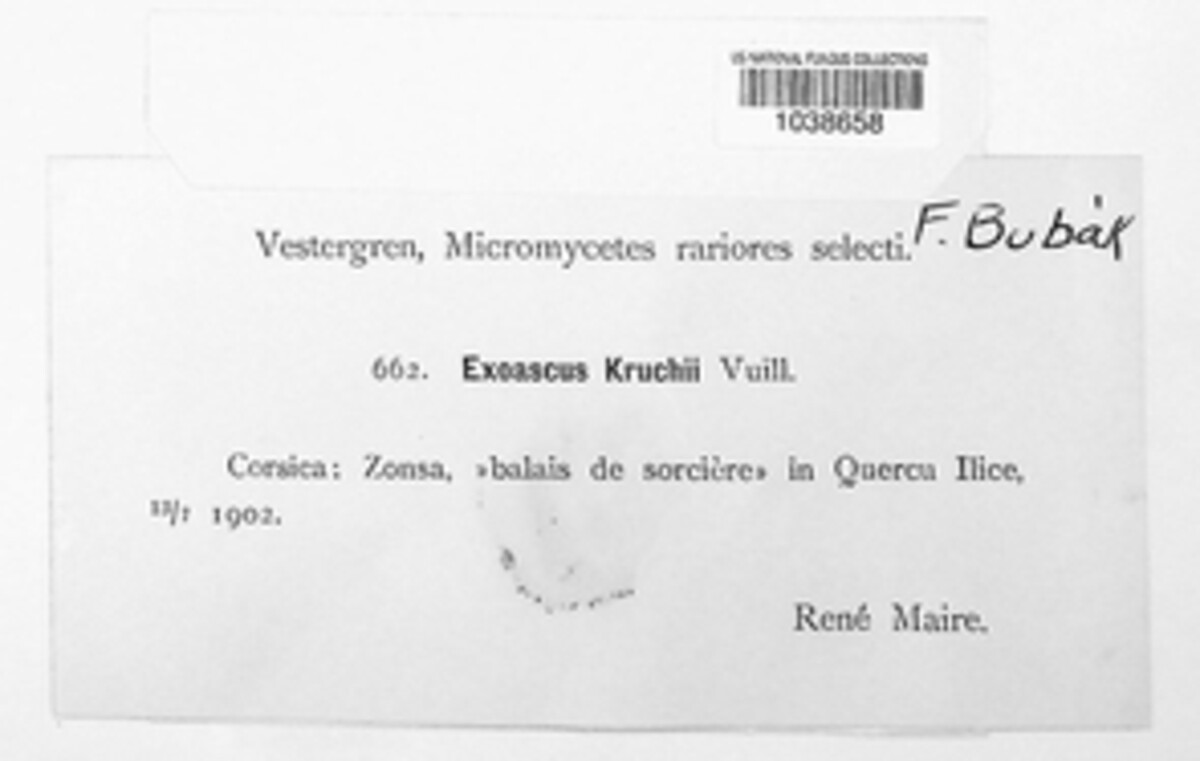 US NATIONAL FUNGUS COLLECTIONS
1038658
Vestergren, Micromycetes rariores selecti. F. Bubák
662. Exoascus Kruchii Vuill.
Corsica: Zonsa, »balais de sorcière» in Quercu Ilice,
1902.
René Maire.